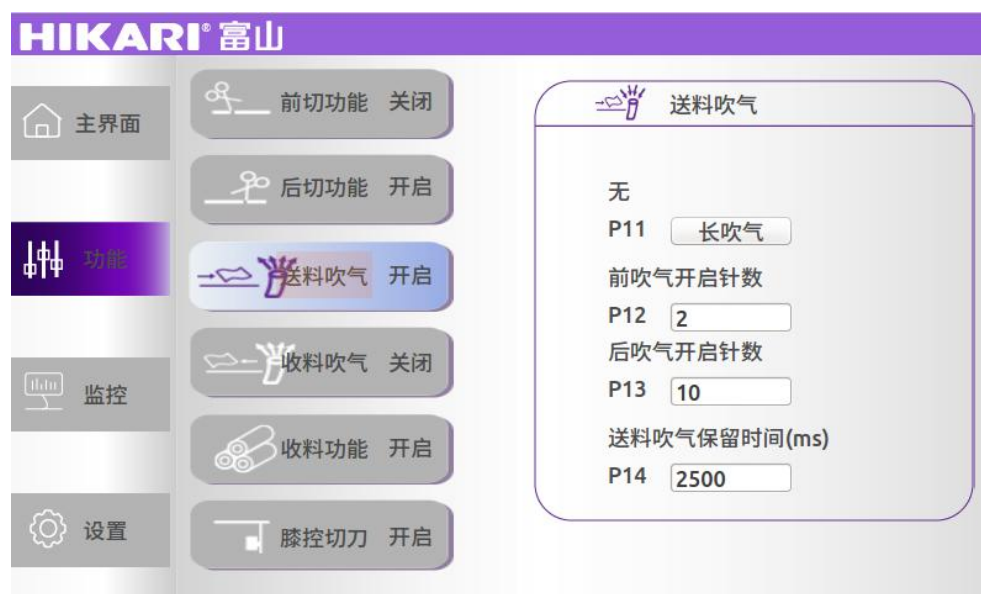 HIKARI® 富山
主界面
功能
监控
设置
前切功能 关闭
后切功能 开启
送料吹气 开启
收料吹气 关闭
收料功能 开启
膝控切刀 开启
送料吹气
无
P11 长吹气
前吹气开启针数
P12 2
后吹气开启针数
P13 10
送料吹气保留时间(ms)
P14 2500